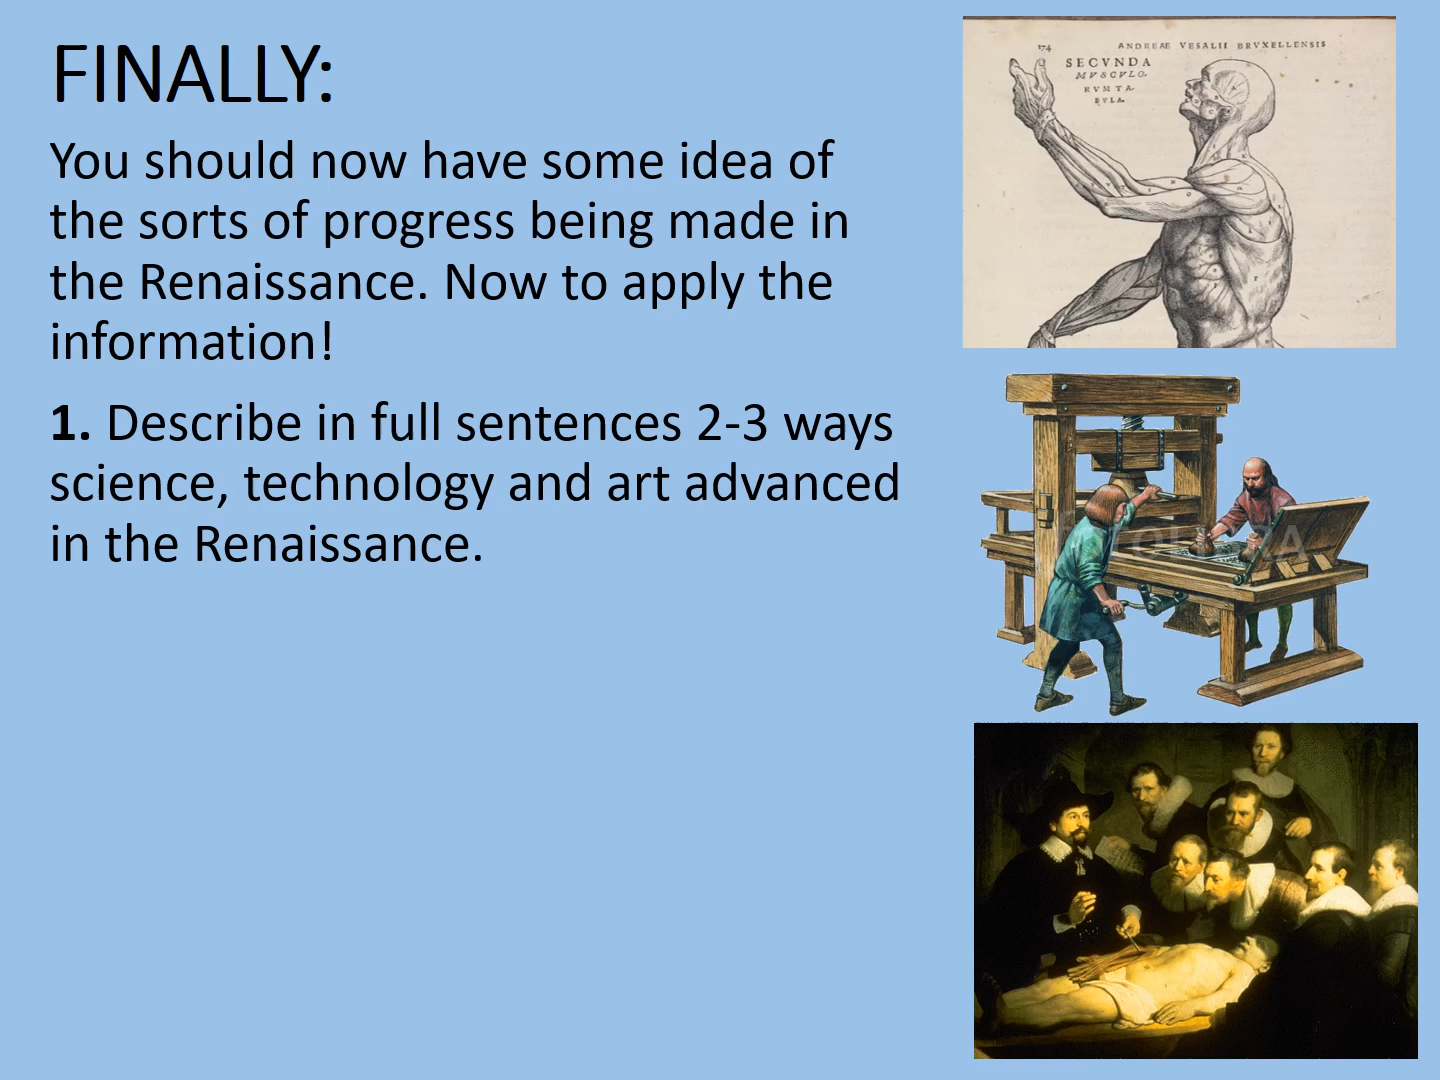 FINALLY:
You should now have some idea of
the sorts of progress being made in
the Renaissance. Now to apply the
information!
1. Describe in full sentences 2-3 ways
science, technology and art advanced
in the Renaissance.
174
ANDREAE VESALII BRVXELLENSIS
SECVNDA
MVSCVLO.
RVM TA.
BVLA.